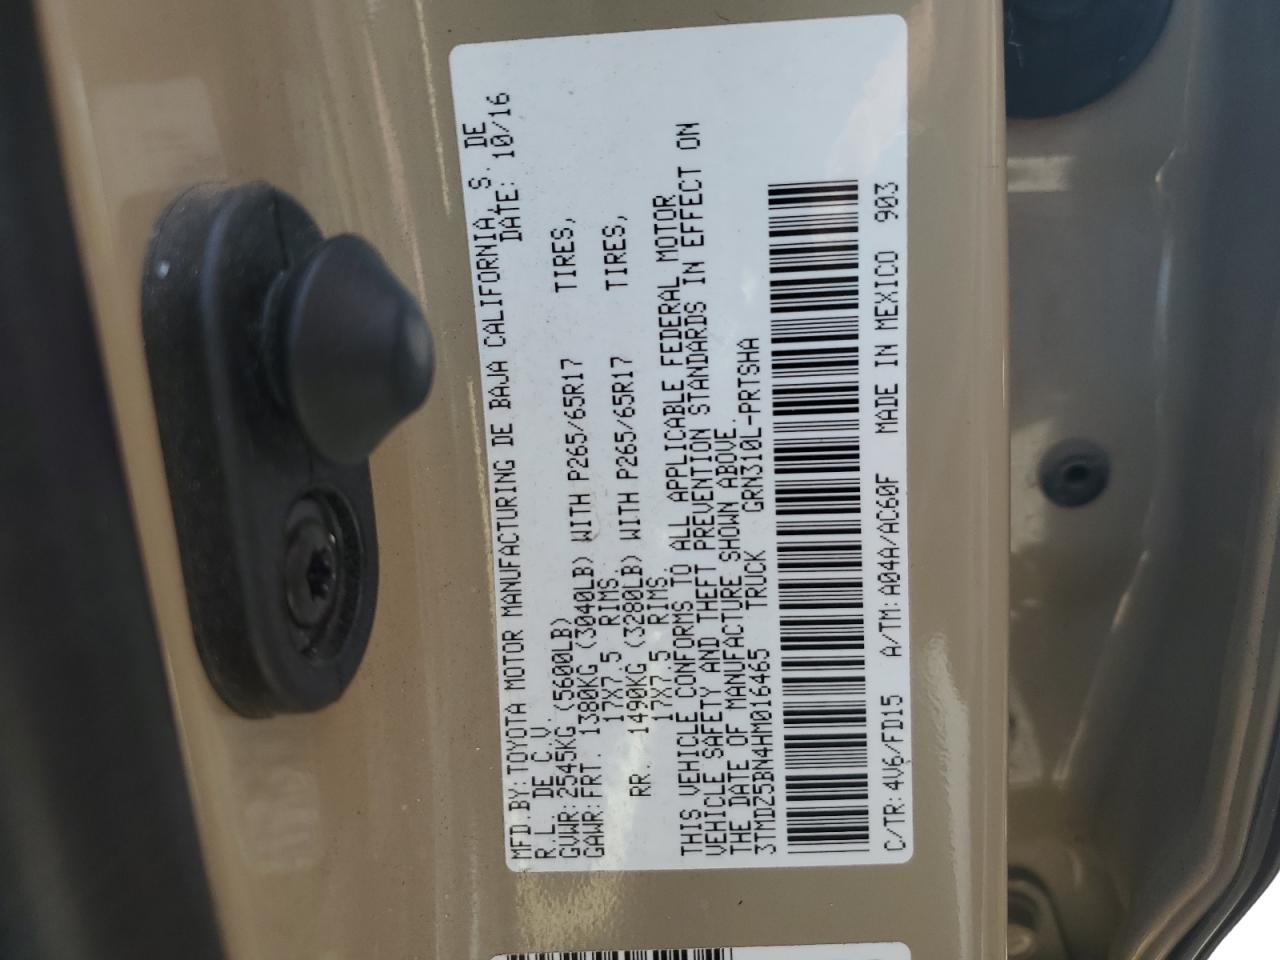 MFD.BY:TOYOTA MOTOR MANUFACTURING DE BAJA CALIFORNIA,S. DE
R.L. DE C.V. DATE: 10/16
GVWR:2545KG (5600LB)
GAWR:FRT. 1380KG (3040LB) WITH P265/65R17 TIRES,
17X7.5 RIMS.
RR. 1490KG (3280LB) WITH P265/65R17 TIRES,
17X7.5 RIMS.
THIS VEHICLE CONFORMS TO ALL APPLICABLE FEDERAL MOTOR
VEHICLE SAFETY AND THEFT PREVENTION STANDARDS IN EFFECT ON
THE DATE OF MANUFACTURE SHOWN ABOVE.
3TMDZ5BN4HM016465 TRUCK GRN310L-PRTSHA
C/TR:4V6/FD15 A/TM:A04A/AC60F MADE IN MEXICO 903